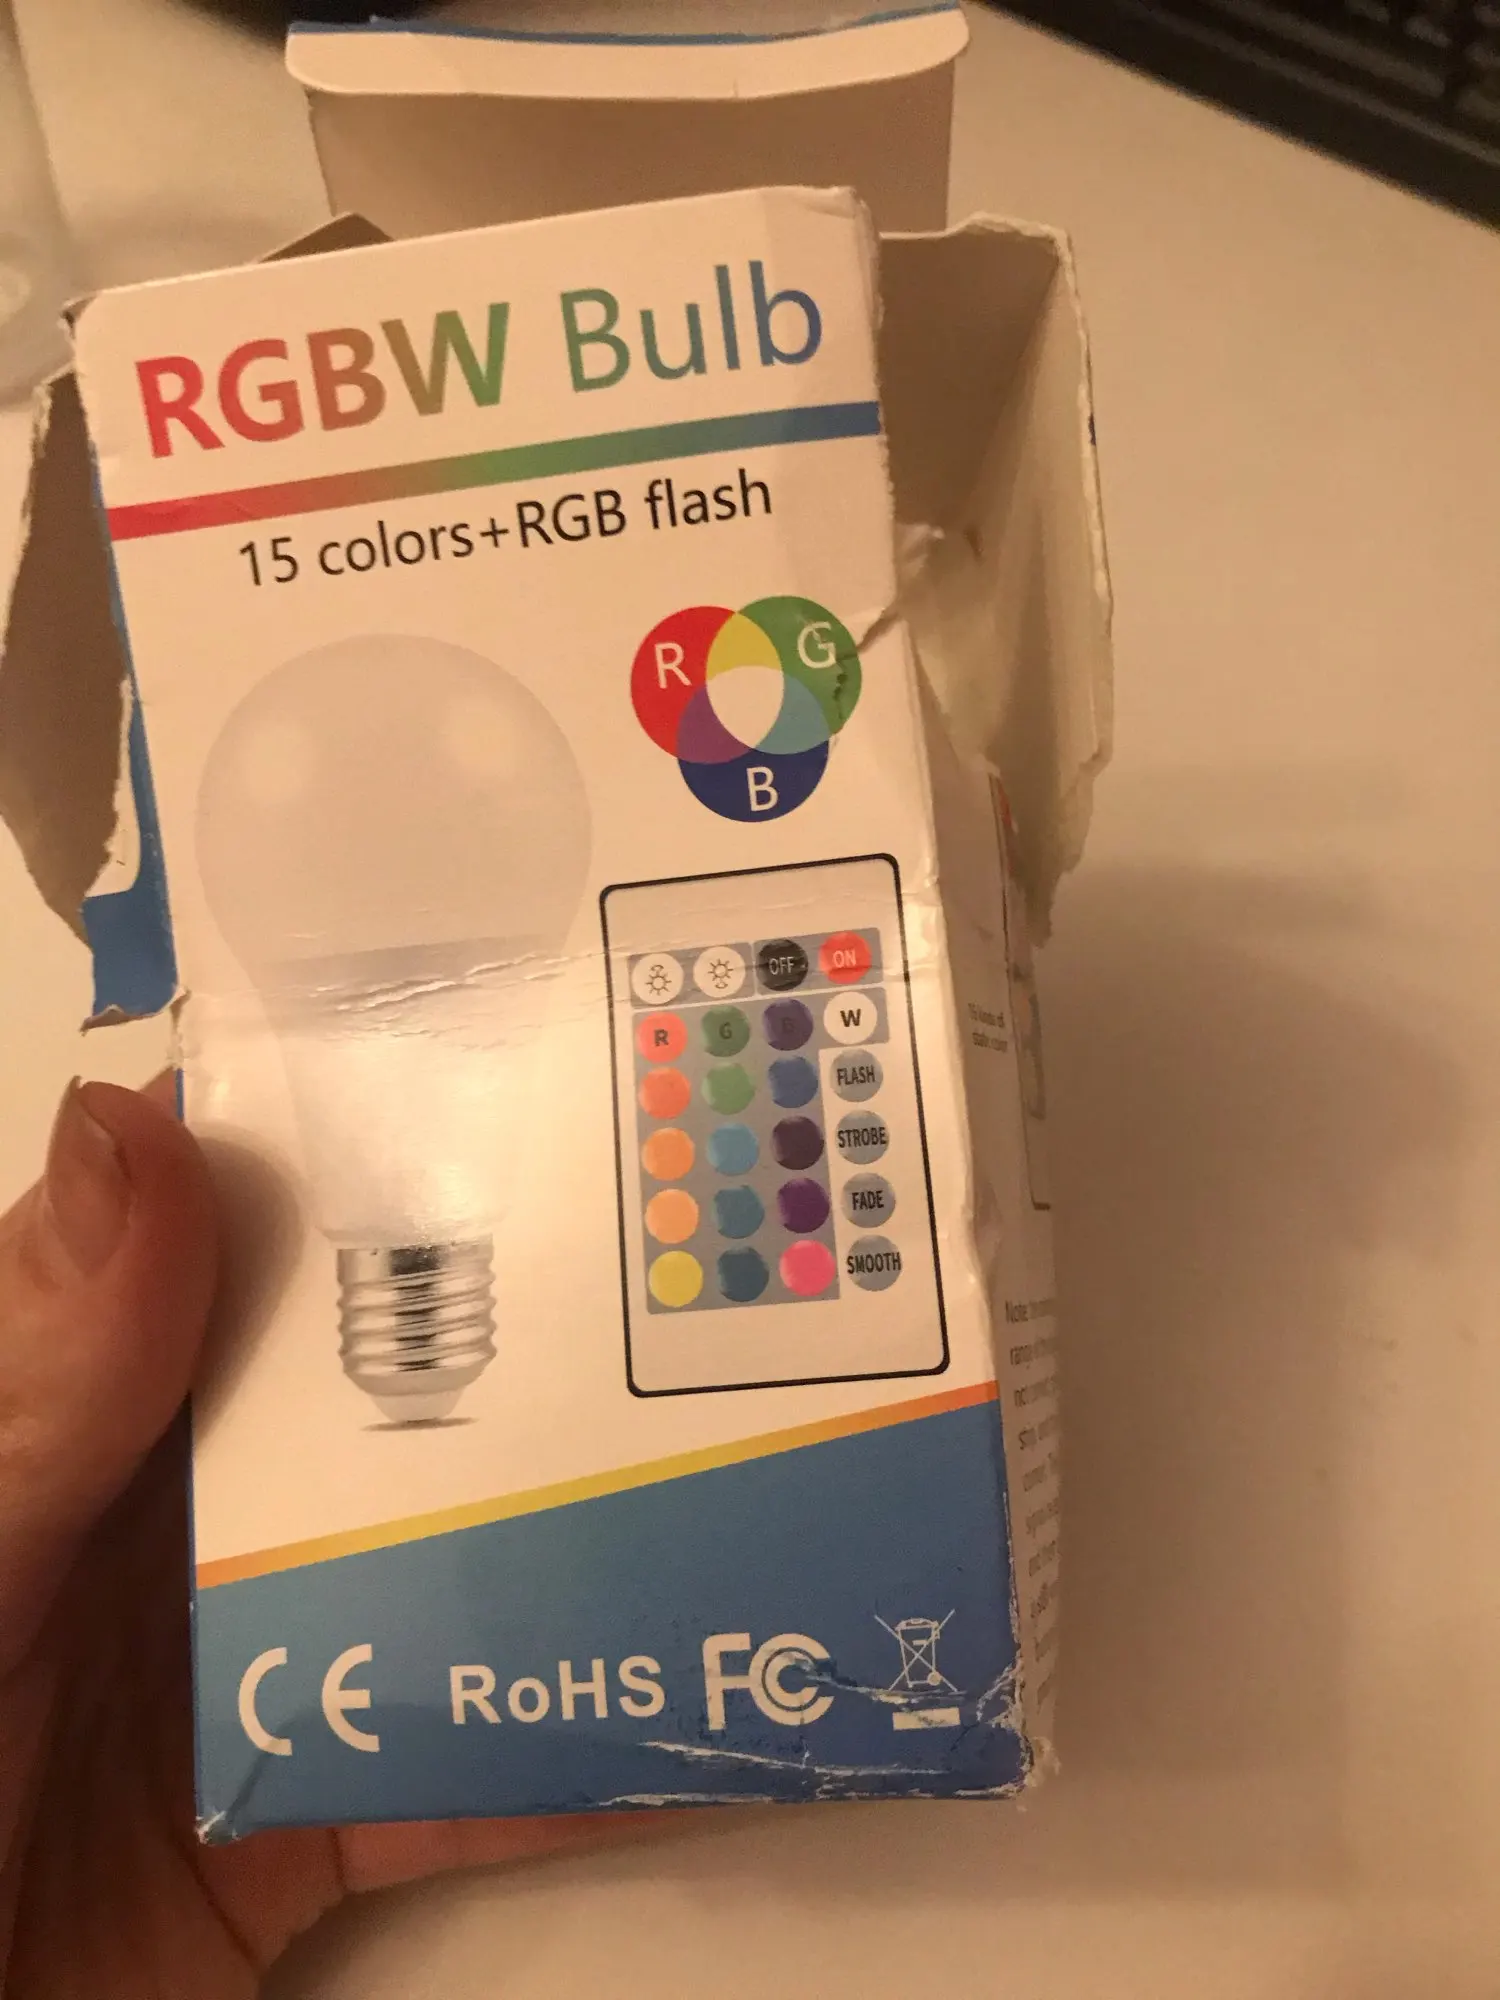 RGBW Bulb
15 colors+RGB flash
R G
B
OFF ON
R G B W
FLASH
STROBE
FADE
SMOOTH
CE RoHS FC